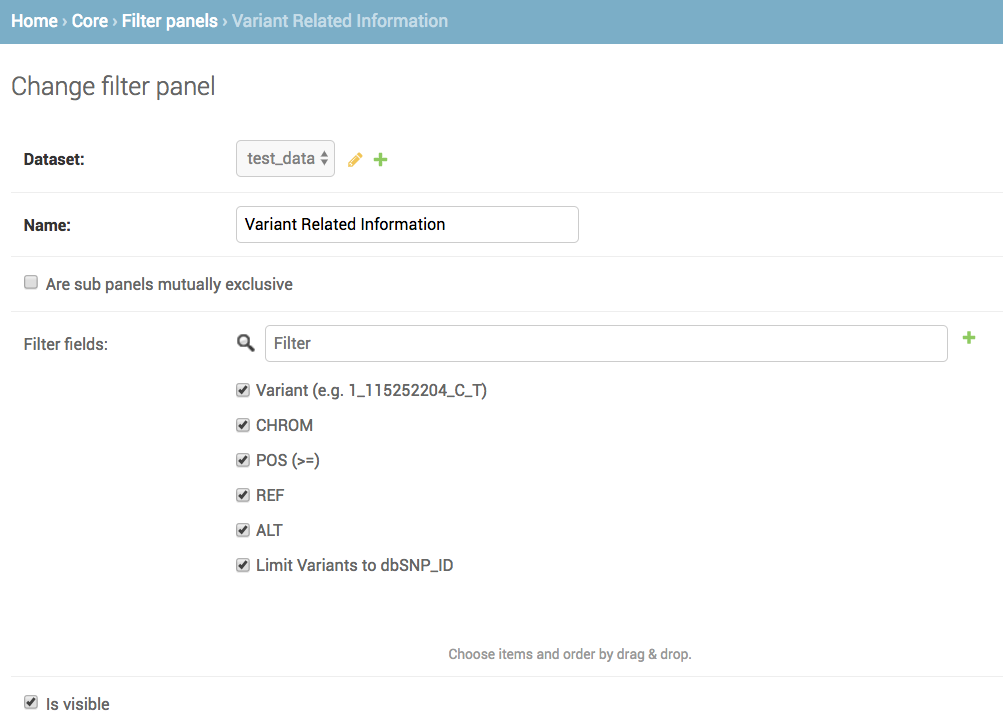 Home › Core › Filter panels › Variant Related Information
Change filter panel
Dataset: test_data
Name: Variant Related Information
Are sub panels mutually exclusive
Filter fields: Filter
Variant (e.g. 1_115252204_C_T)
CHROM
POS (>=)
REF
ALT
Limit Variants to dbSNP_ID
Choose items and order by drag & drop.
Is visible